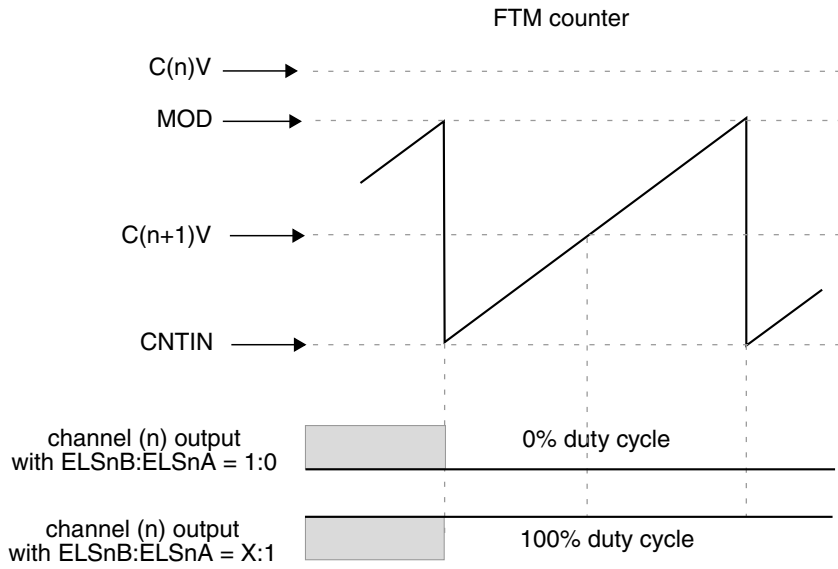 FTM counter
C(n)V
MOD
C(n+1)V
CNTIN
channel (n) output
with ELSnB:ELSnA = 1:0
0% duty cycle
channel (n) output
with ELSnB:ELSnA = X:1
100% duty cycle